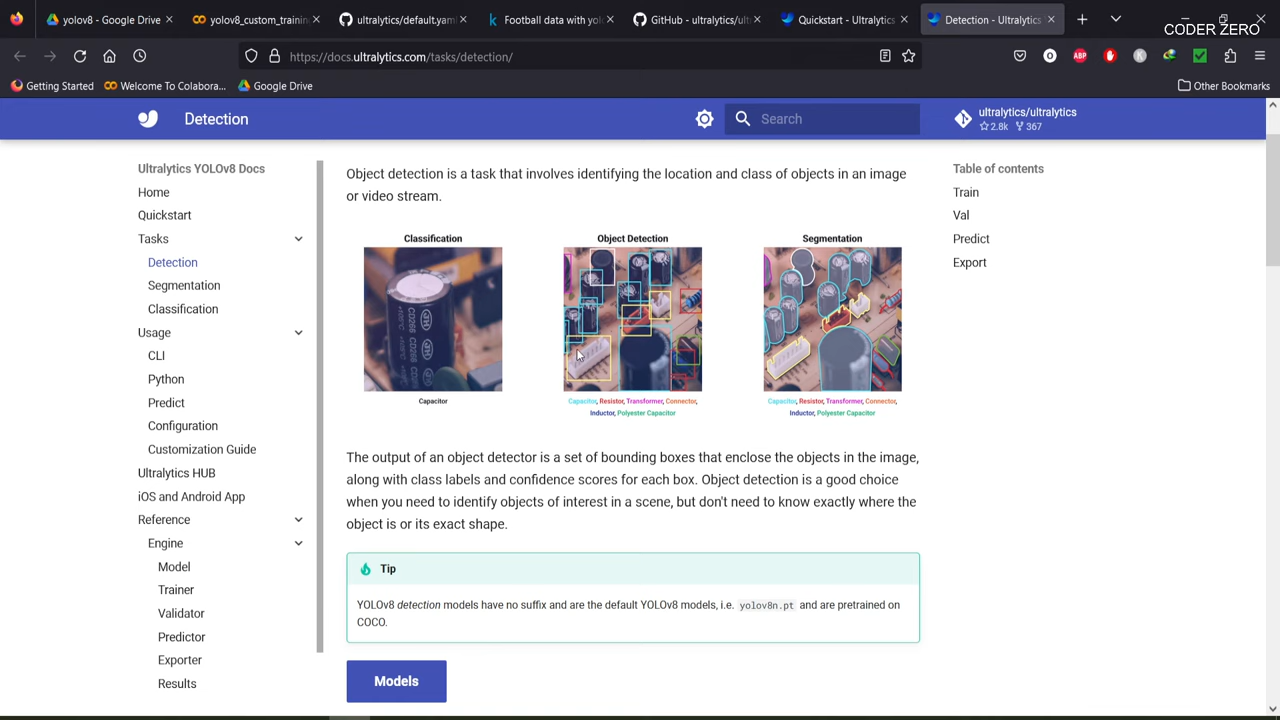 yolov8 - Google Drive
yolov8_custom_trainin
ultralytics/default.yaml
Football data with yolo
GitHub - ultralytics/ult
Quickstart - Ultralytics
Detection - Ultralytics
CODER ZERO
https://docs.ultralytics.com/tasks/detection/
Getting Started
Welcome To Colabora...
Google Drive
Other Bookmarks
Detection
Search
ultralytics/ultralytics
2.8k 367
Ultralytics YOLOv8 Docs
Home
Quickstart
Tasks
Detection
Segmentation
Classification
Usage
CLI
Python
Predict
Configuration
Customization Guide
Ultralytics HUB
iOS and Android App
Reference
Engine
Model
Trainer
Validator
Predictor
Exporter
Results
Object detection is a task that involves identifying the location and class of objects in an image
or video stream.
Classification
Capacitor
Object Detection
Capacitor, Resistor, Transformer, Connector,
Inductor, Polyester Capacitor
Segmentation
Capacitor, Resistor, Transformer, Connector,
Inductor, Polyester Capacitor
The output of an object detector is a set of bounding boxes that enclose the objects in the image,
along with class labels and confidence scores for each box. Object detection is a good choice
when you need to identify objects of interest in a scene, but don't need to know exactly where the
object is or its exact shape.
Tip
YOLOv8 detection models have no suffix and are the default YOLOv8 models, i.e. yolov8n.pt and are pretrained on
COCO.
Models
Table of contents
Train
Val
Predict
Export